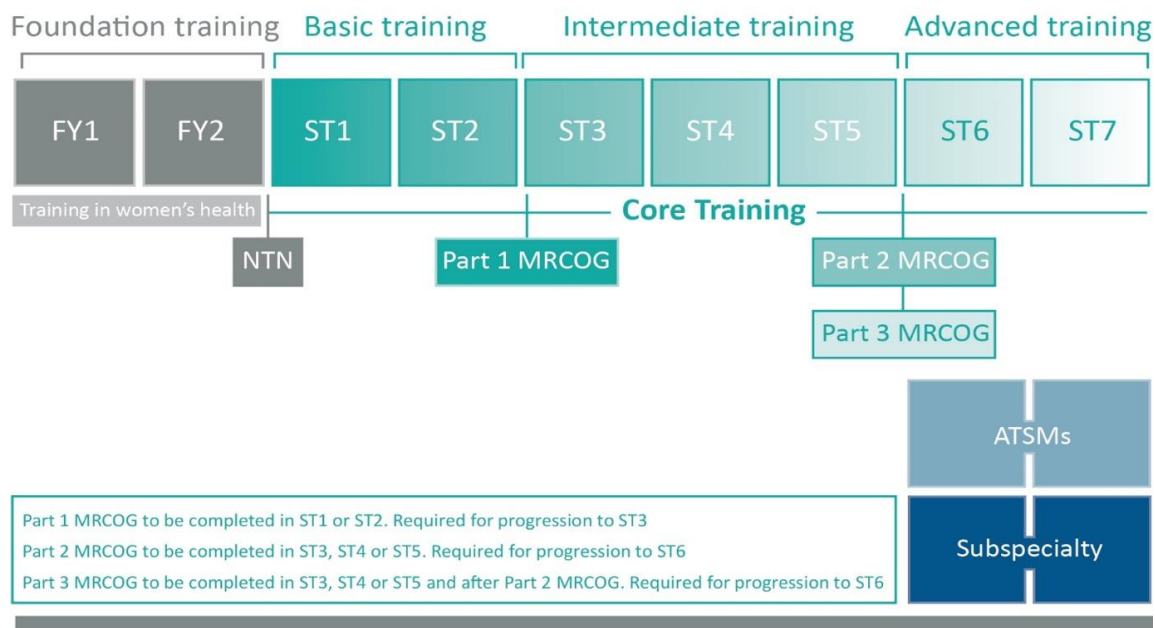 Foundation training
Basic training
Intermediate training
Advanced training
FY1
FY2
ST1
ST2
ST3
ST4
ST5
ST6
ST7
Training in women's health
Core Training
NTN
Part 1 MRCOG
Part 2 MRCOG
Part 3 MRCOG
ATSMs
Part 1 MRCOG to be completed in ST1 or ST2. Required for progression to ST3
Part 2 MRCOG to be completed in ST3, ST4 or ST5. Required for progression to ST6
Part 3 MRCOG to be completed in ST3, ST4 or ST5 and after Part 2 MRCOG. Required for progression to ST6
Subspecialty